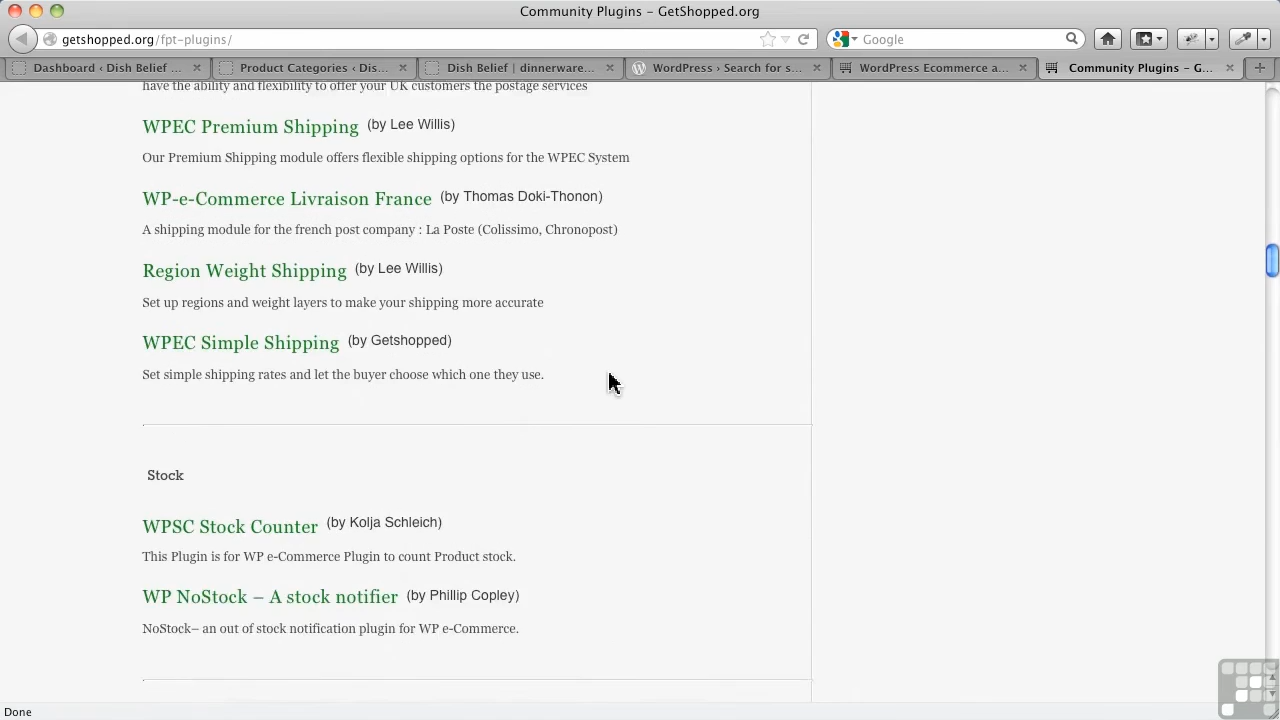 Community Plugins – GetShopped.org
getshopped.org/fpt-plugins/
Google
Dashboard ‹ Dish Belief ...
Product Categories ‹ Dis...
Dish Belief | dinnerware...
WordPress › Search for s...
WordPress Ecommerce a...
Community Plugins – G...
have the ability and flexibility to offer your UK customers the postage services
WPEC Premium Shipping (by Lee Willis)
Our Premium Shipping module offers flexible shipping options for the WPEC System
WP-e-Commerce Livraison France (by Thomas Doki-Thonon)
A shipping module for the french post company : La Poste (Colissimo, Chronopost)
Region Weight Shipping (by Lee Willis)
Set up regions and weight layers to make your shipping more accurate
WPEC Simple Shipping (by Getshopped)
Set simple shipping rates and let the buyer choose which one they use.
Stock
WPSC Stock Counter (by Kolja Schleich)
This Plugin is for WP e-Commerce Plugin to count Product stock.
WP NoStock – A stock notifier (by Phillip Copley)
NoStock– an out of stock notification plugin for WP e-Commerce.
Done